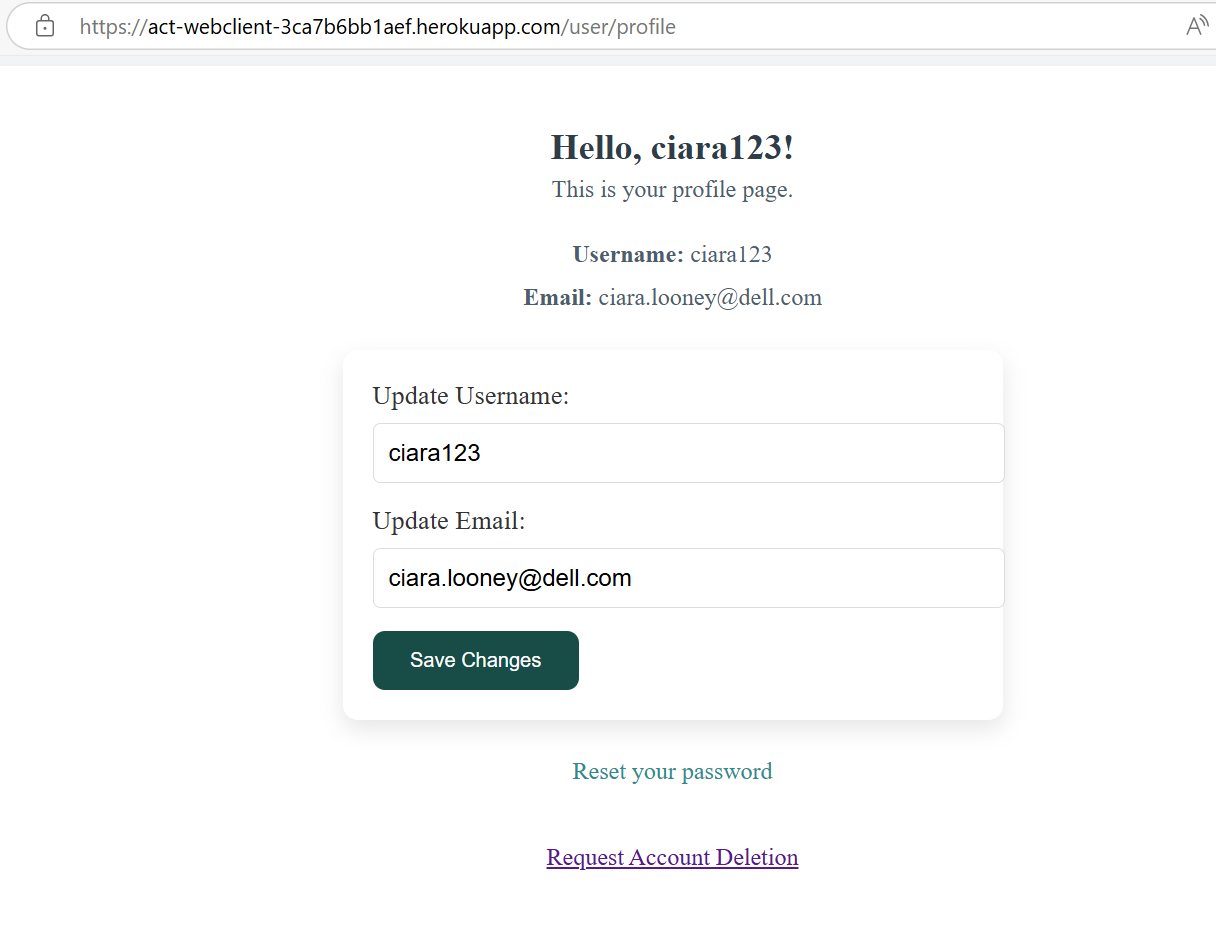 https://act-webclient-3ca7b6bb1aef.herokuapp.com/user/profile
Hello, ciara123!
This is your profile page.
Username: ciara123
Email: ciara.looney@dell.com
Update Username:
ciara123
Update Email:
ciara.looney@dell.com
Save Changes
Reset your password
Request Account Deletion